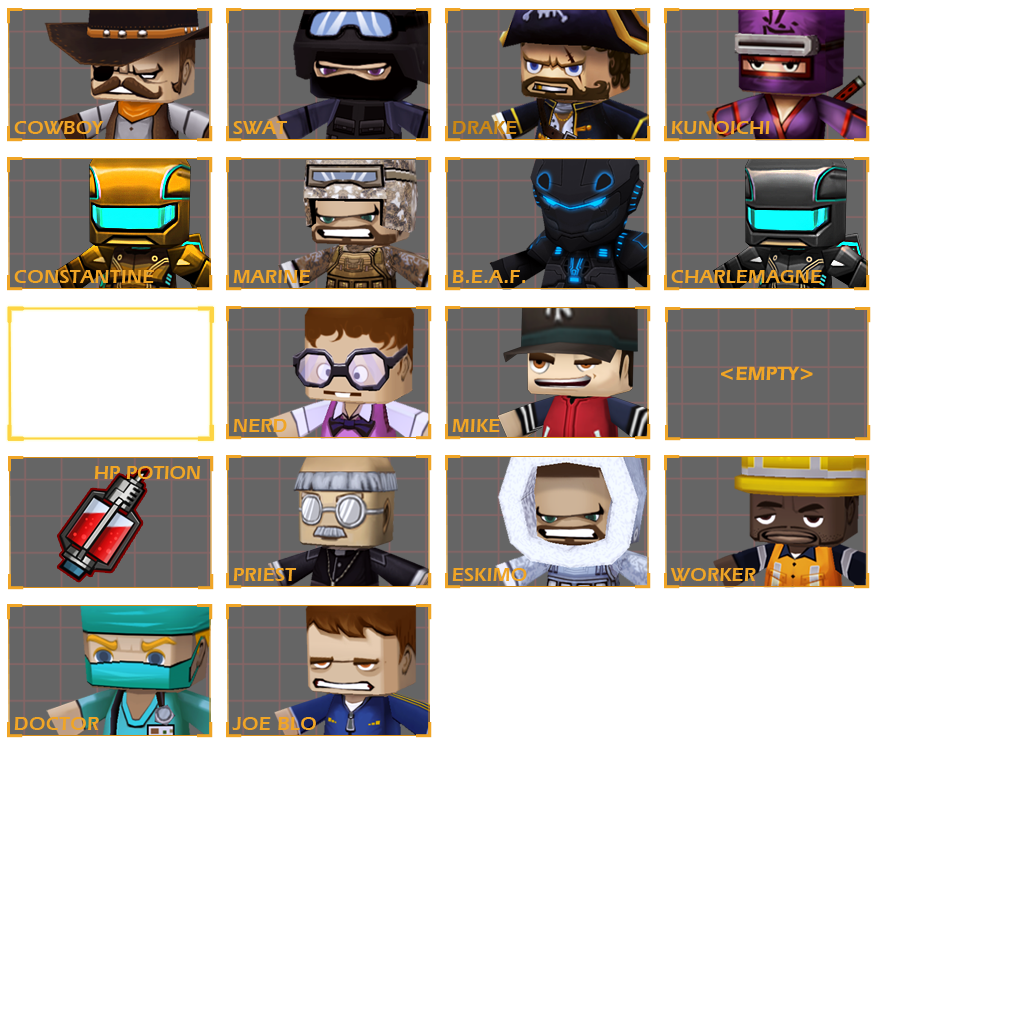 COWBOY
SWAT
DRAKE
KUNOICHI
CONSTANTINE
MARINE
B.E.A.F.
CHARLEMAGNE
NERD
MIKE
<EMPTY>
HP POTION
PRIEST
ESKIMO
WORKER
DOCTOR
JOE BLO